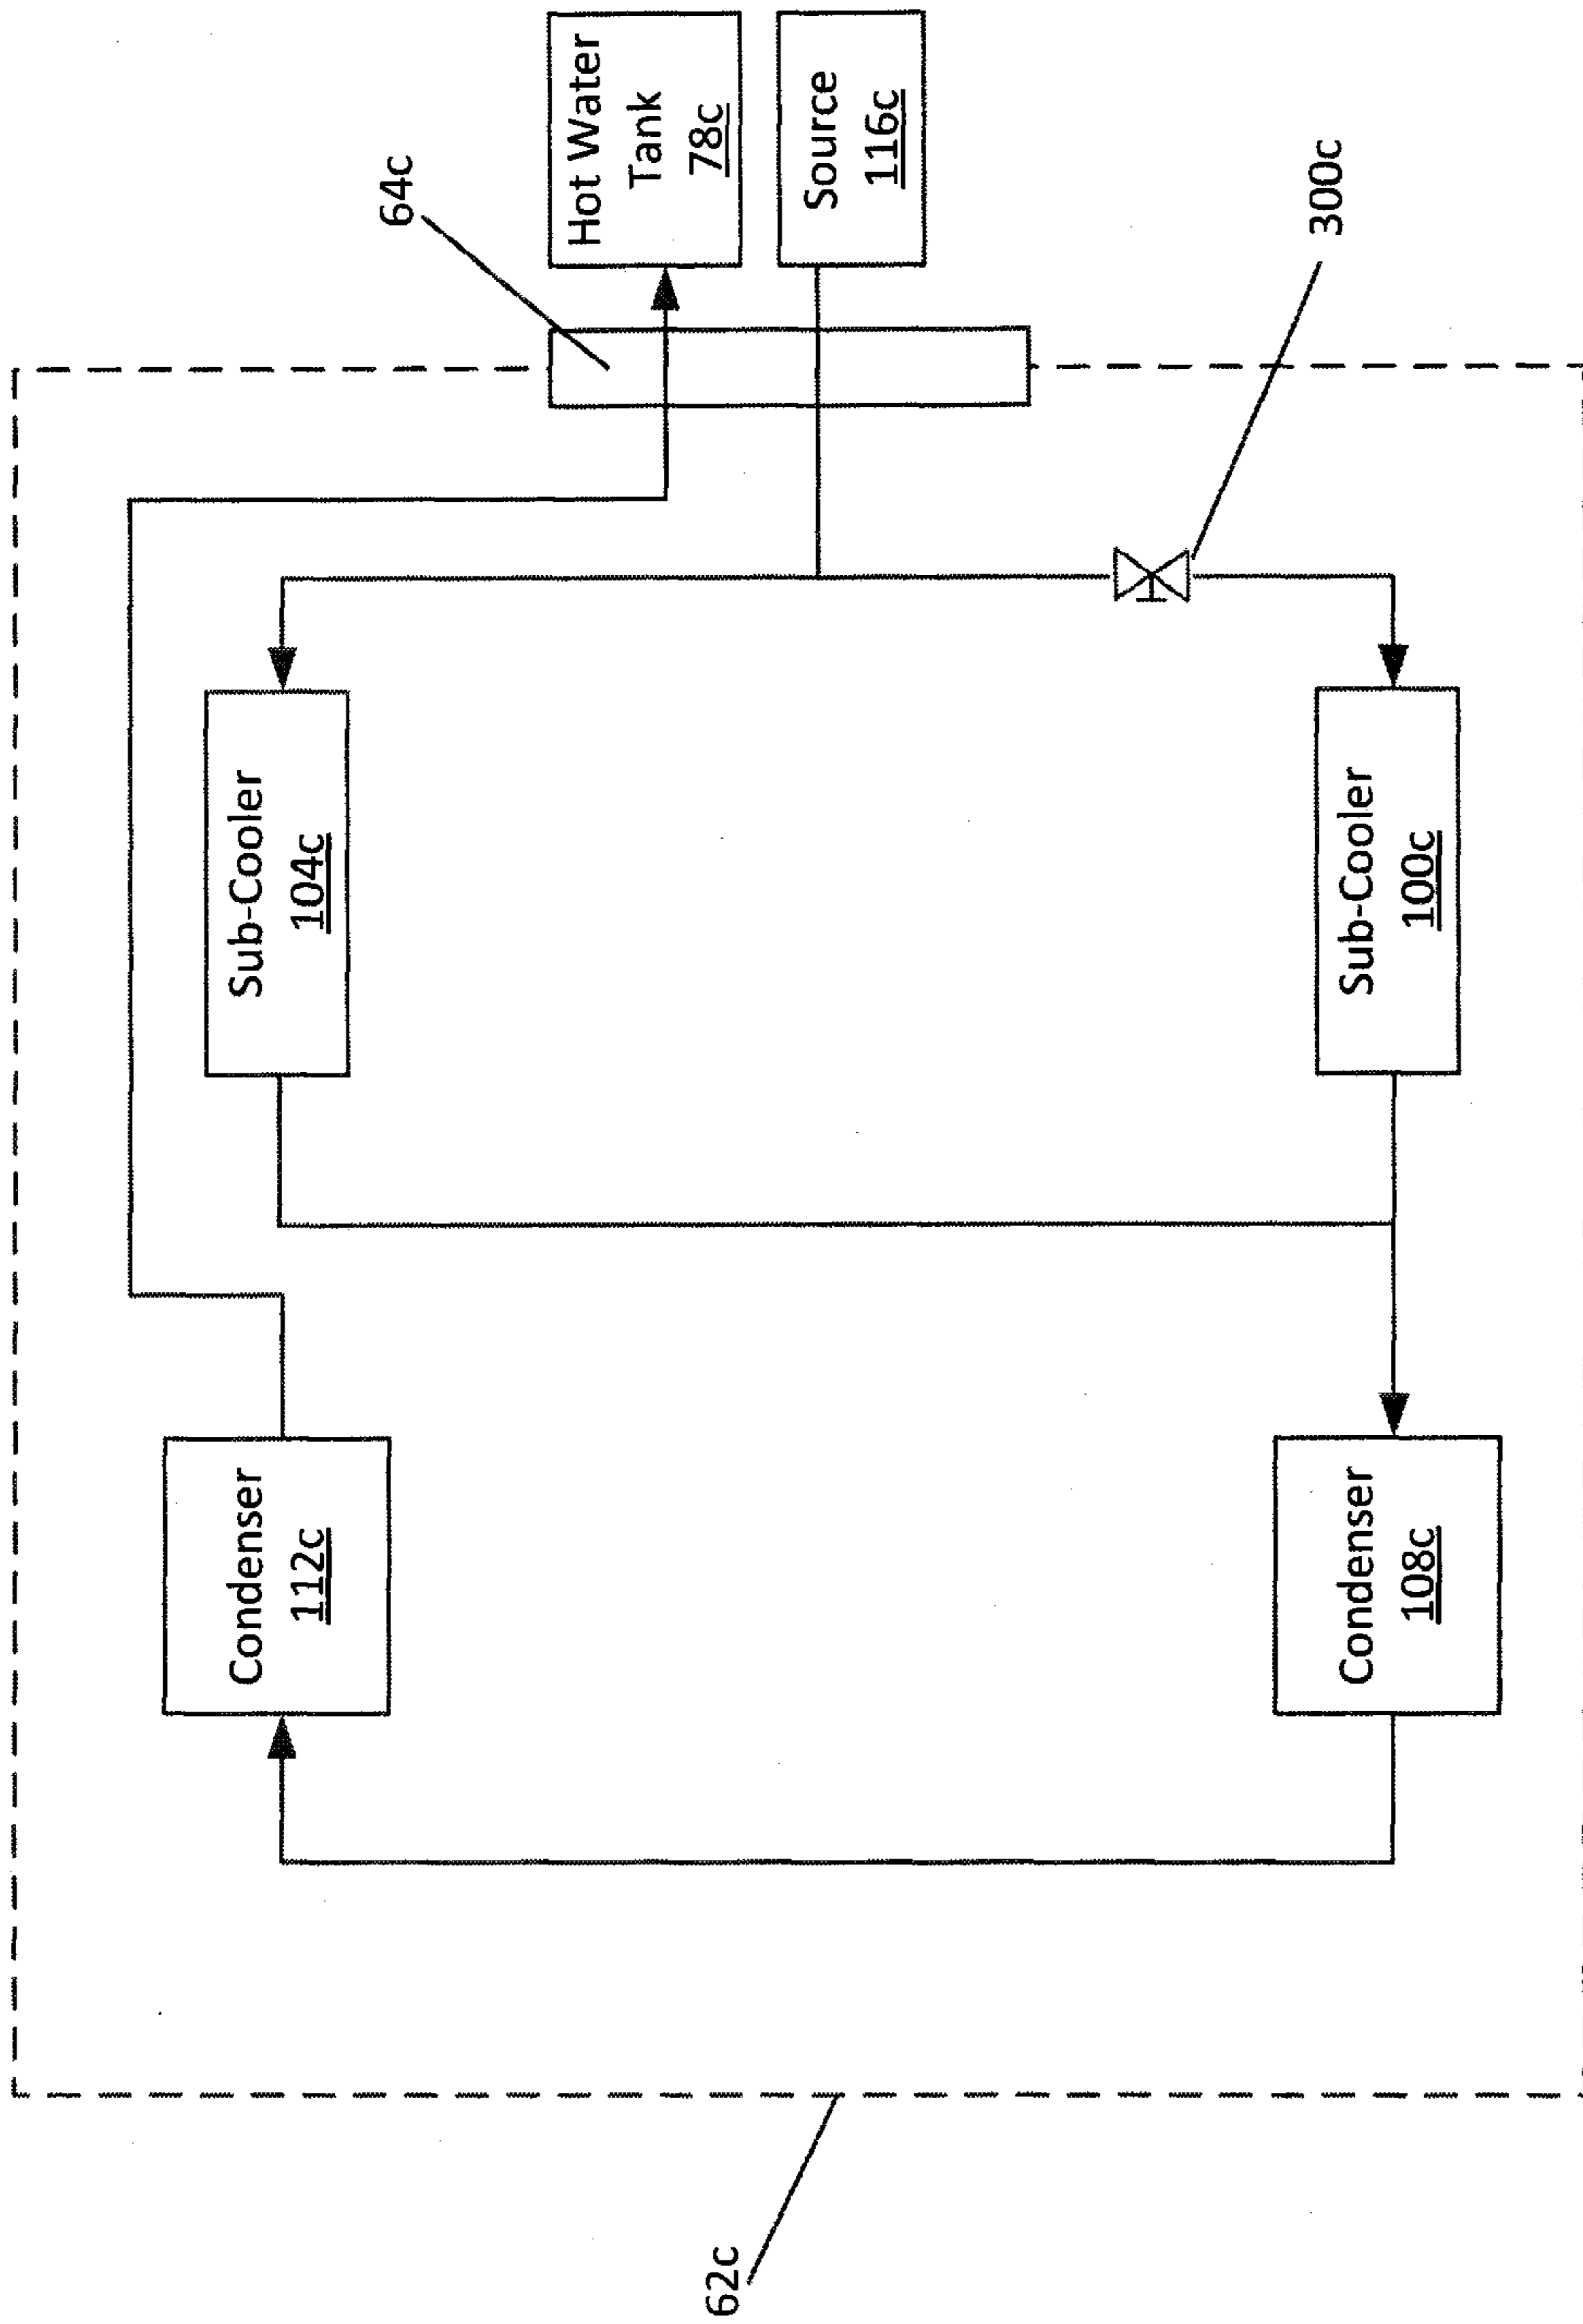 Condenser
112c
Sub-Cooler
104c
64c
Hot Water
Tank
78c
62c
Source
116c
300c
Condenser
108c
Sub-Cooler
100c